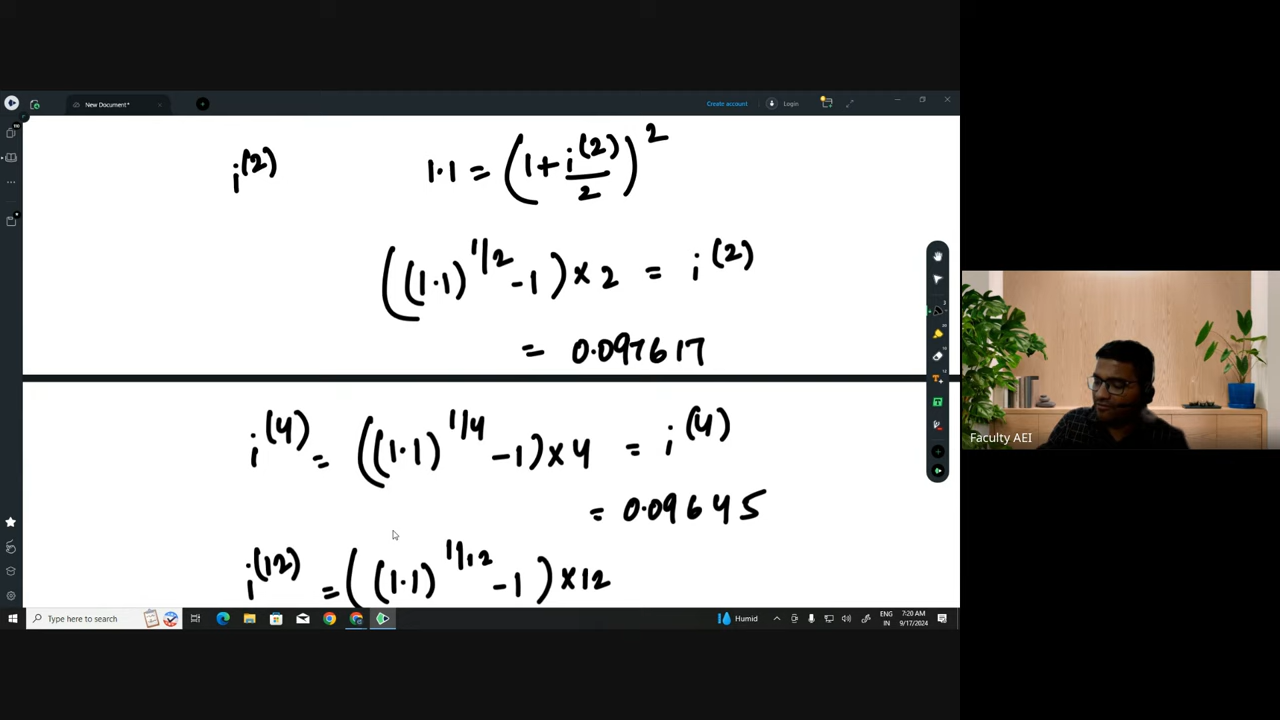 New Document*
Create account
Login
i^(2) 1.1 = (1 + i^(2)/2)^2
((1.1)^1/2 - 1) × 2 = i^(2)
= 0.097617
i^(4) = ((1.1)^1/4 - 1) × 4 = i^(4)
= 0.09645
i^(12) = ((1.1)^1/12 - 1) × 12
Faculty AEI
Type here to search
Humid
ENG
IN
7:20 AM
9/17/2024